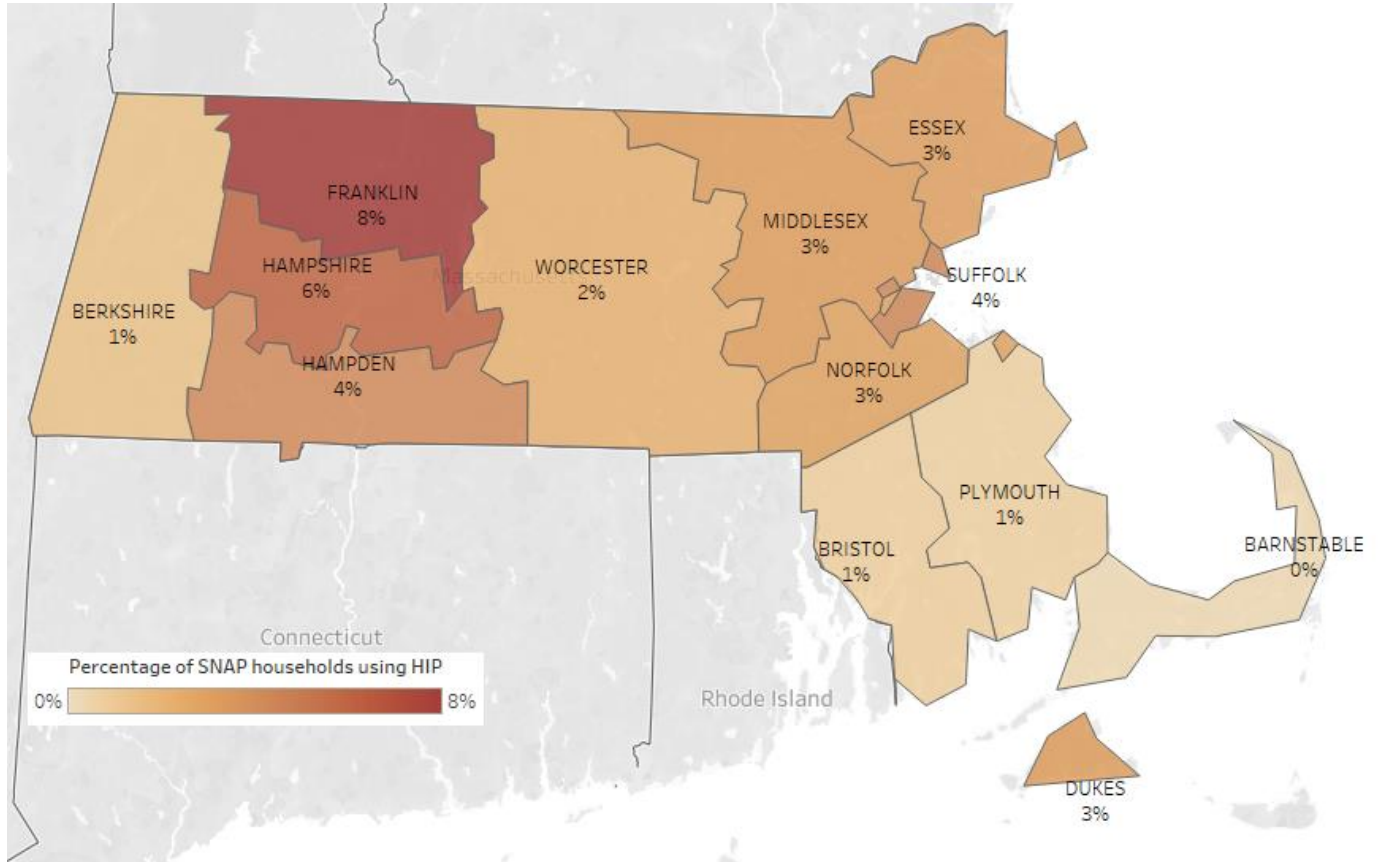 ESSEX
3%
FRANKLIN
8%
MIDDLESEX
3%
HAMPSHIRE
6%
Massachusetts
WORCESTER
2%
SUFFOLK
4%
BERKSHIRE
1%
HAMPDEN
4%
NORFOLK
3%
PLYMOUTH
1%
BRISTOL
1%
BARNSTABLE
0%
Connecticut
Percentage of SNAP households using HIP
0% 8%
Rhode Island
DUKES
3%